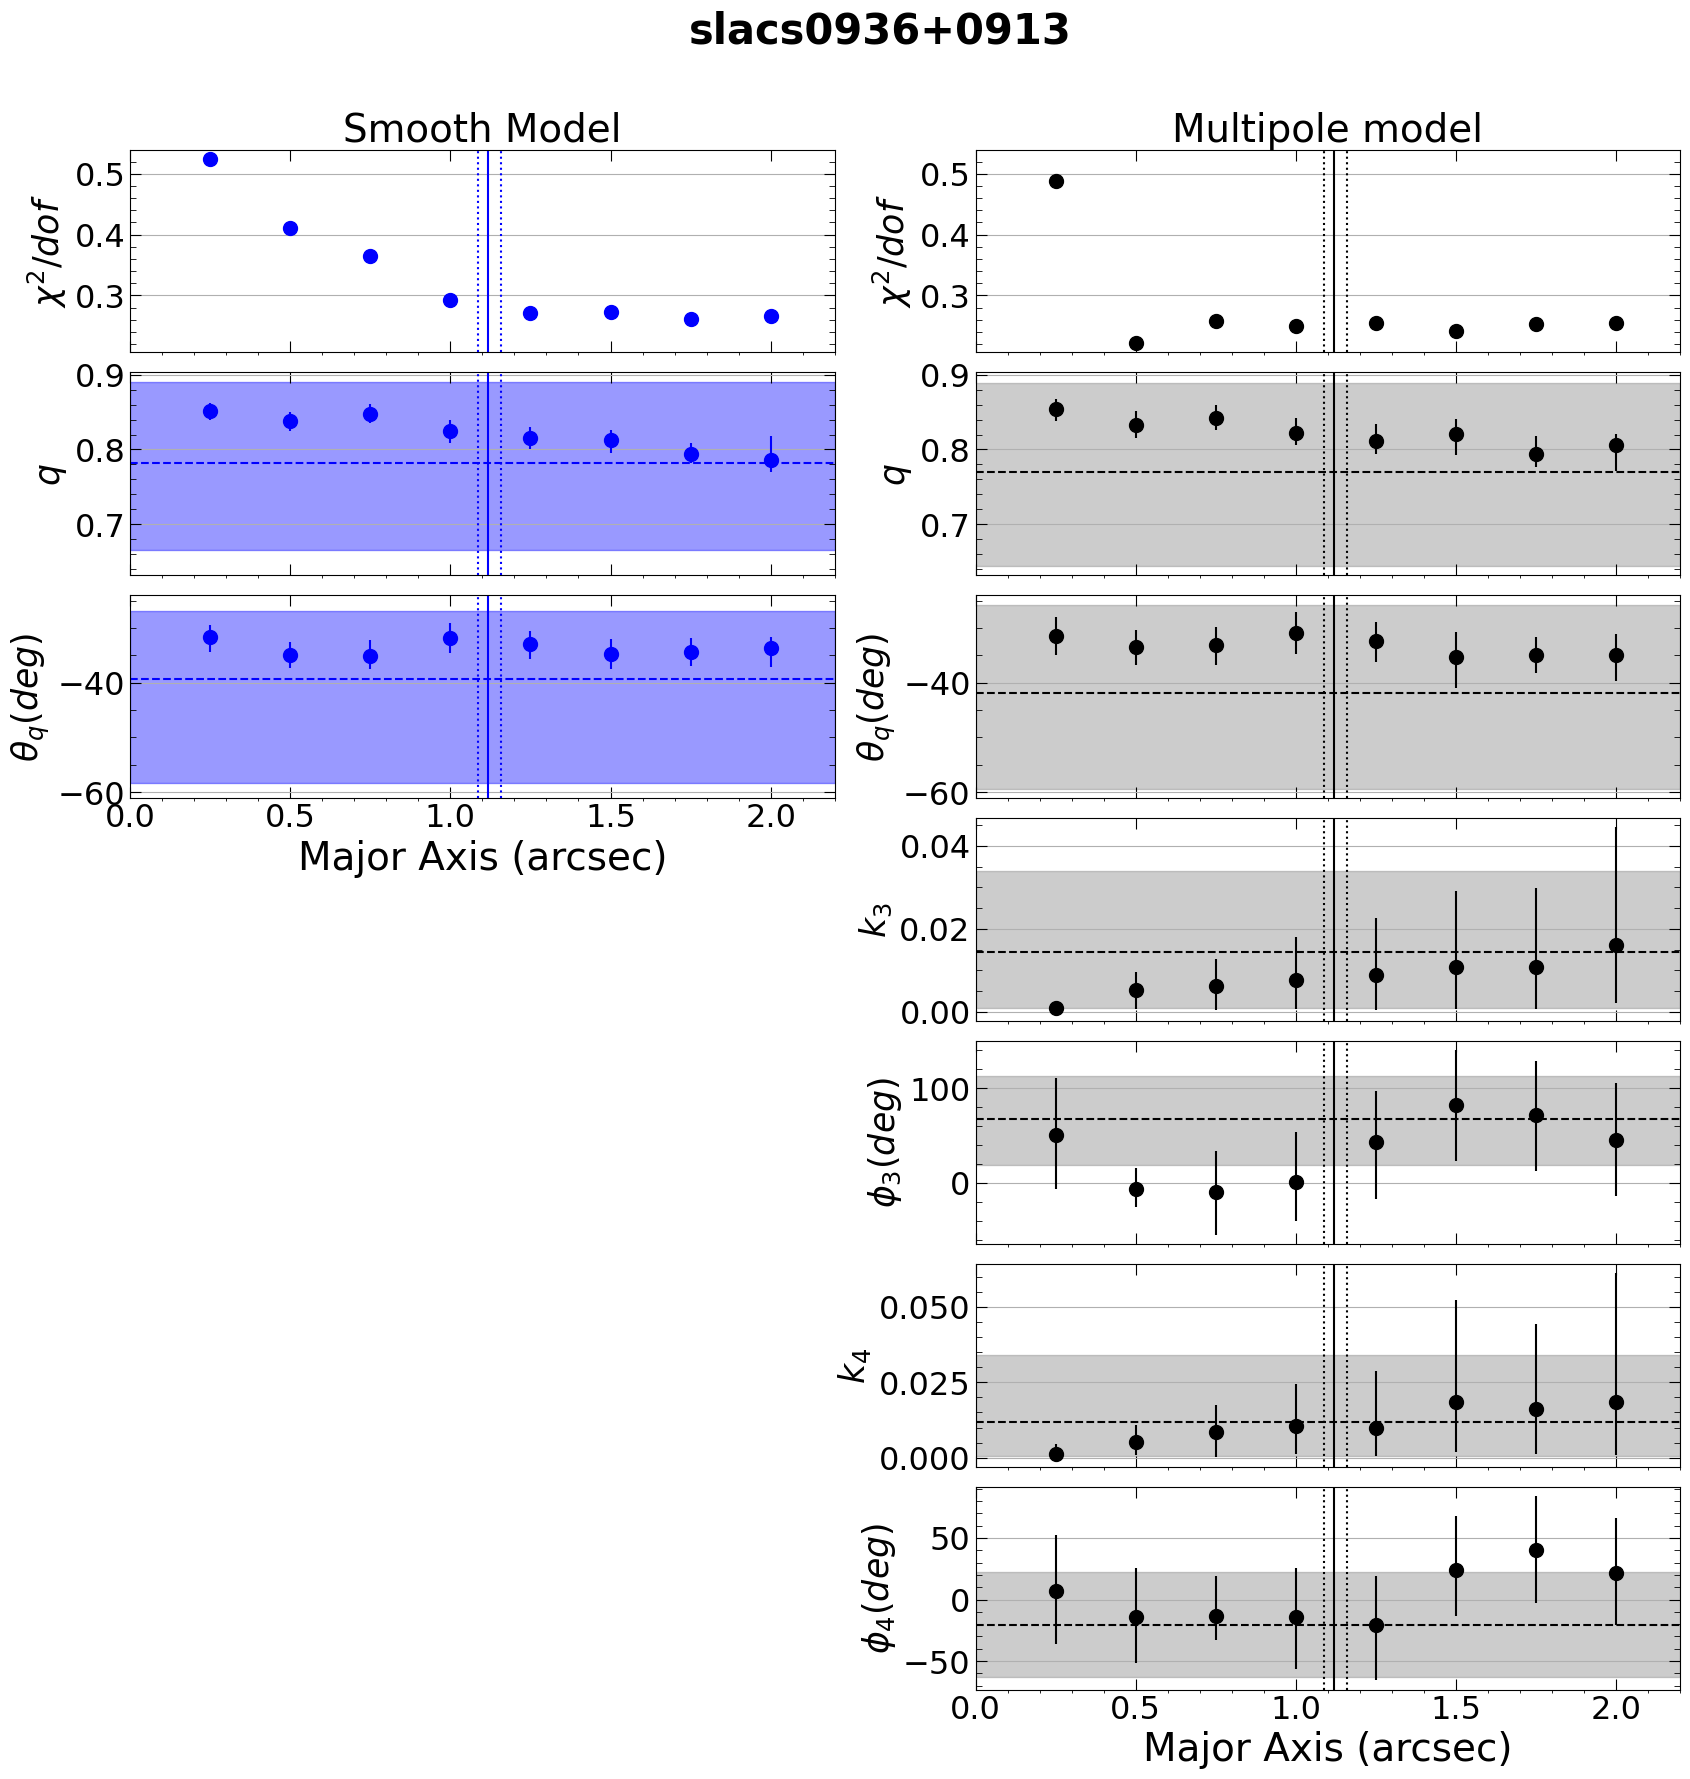 slacs0936+0913
Smooth Model
0.5
0.4
0.3
χ²/dof
0.9
0.8
0.7
q
−40
−60
θ_q(deg)
0.0 0.5 1.0 1.5 2.0
Major Axis (arcsec)
Multipole model
0.5
0.4
0.3
χ²/dof
0.9
0.8
0.7
q
−40
−60
θ_q(deg)
0.04
0.02
0.00
k₃
100
0
ϕ₃(deg)
0.050
0.025
0.000
k₄
50
0
−50
ϕ₄(deg)
0.0 0.5 1.0 1.5 2.0
Major Axis (arcsec)